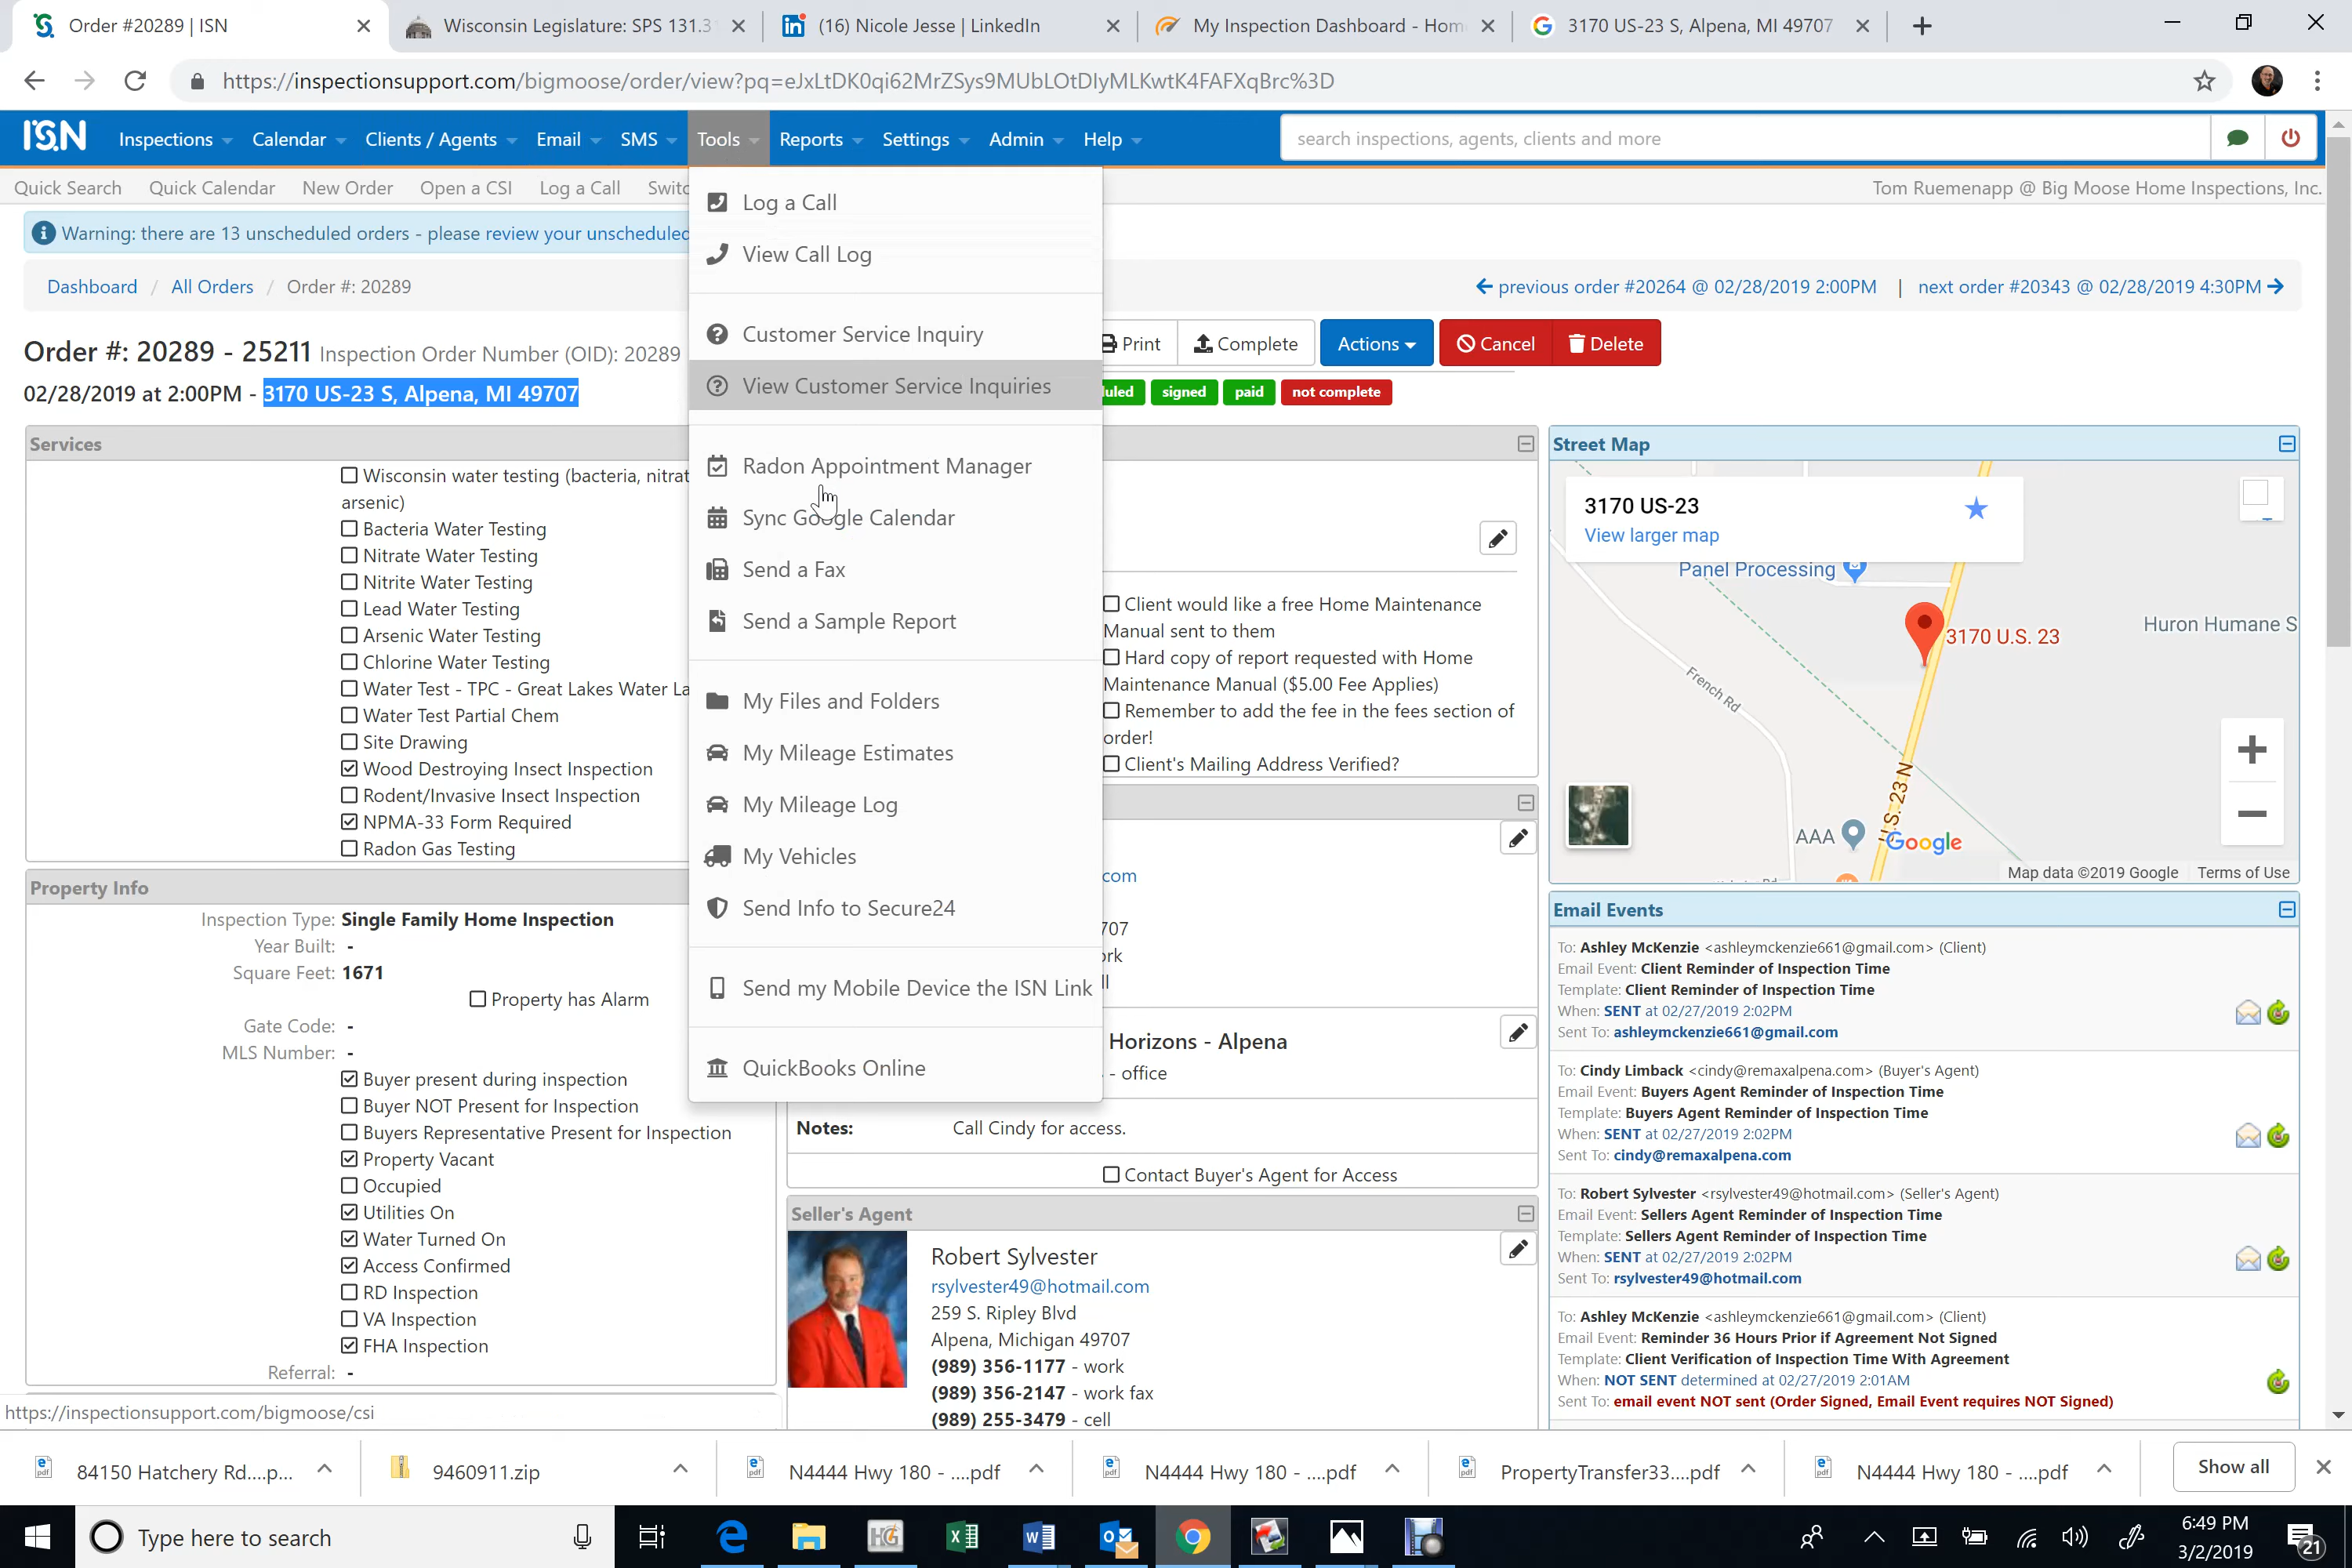 Order #20289 | ISN
Wisconsin Legislature: SPS 131.3
(16) Nicole Jesse | LinkedIn
My Inspection Dashboard - Hom
3170 US-23 S, Alpena, MI 49707
https://inspectionsupport.com/bigmoose/order/view?pq=eJxLtDK0qi62MrZSys9MUbLOtDIyMLKwtK4FAFXqBrc%3D
ISN Inspections Calendar Clients / Agents Email SMS Tools Reports Settings Admin Help search inspections, agents, clients and more
Quick Search Quick Calendar New Order Open a CSI Log a Call Switc
Tom Ruemenapp @ Big Moose Home Inspections, Inc.
Warning: there are 13 unscheduled orders - please review your unscheduled
Dashboard / All Orders / Order #: 20289
previous order #20264 @ 02/28/2019 2:00PM | next order #20343 @ 02/28/2019 4:30PM
Order #: 20289 - 25211 Inspection Order Number (OID): 20289
02/28/2019 at 2:00PM - 3170 US-23 S, Alpena, MI 49707
Print Complete Actions Cancel Delete
uled signed paid not complete
Log a Call
View Call Log
Customer Service Inquiry
View Customer Service Inquiries
Radon Appointment Manager
Sync Google Calendar
Send a Fax
Send a Sample Report
My Files and Folders
My Mileage Estimates
My Mileage Log
My Vehicles
Send Info to Secure24
Send my Mobile Device the ISN Link
QuickBooks Online
Services
Wisconsin water testing (bacteria, nitrat
arsenic)
Bacteria Water Testing
Nitrate Water Testing
Nitrite Water Testing
Lead Water Testing
Arsenic Water Testing
Chlorine Water Testing
Water Test - TPC - Great Lakes Water La
Water Test Partial Chem
Site Drawing
Wood Destroying Insect Inspection
Rodent/Invasive Insect Inspection
NPMA-33 Form Required
Radon Gas Testing
Property Info
Inspection Type: Single Family Home Inspection
Year Built: -
Square Feet: 1671
Property has Alarm
Gate Code: -
MLS Number: -
Buyer present during inspection
Buyer NOT Present for Inspection
Buyers Representative Present for Inspection
Property Vacant
Occupied
Utilities On
Water Turned On
Access Confirmed
RD Inspection
VA Inspection
FHA Inspection
Referral: -
https://inspectionsupport.com/bigmoose/csi
Client would like a free Home Maintenance
Manual sent to them
Hard copy of report requested with Home
Maintenance Manual ($5.00 Fee Applies)
Remember to add the fee in the fees section of
order!
Client's Mailing Address Verified?
com
707
rk
ll
Horizons - Alpena
- office
Notes: Call Cindy for access.
Contact Buyer's Agent for Access
Seller's Agent
Robert Sylvester
rsylvester49@hotmail.com
259 S. Ripley Blvd
Alpena, Michigan 49707
(989) 356-1177 - work
(989) 356-2147 - work fax
(989) 255-3479 - cell
Street Map
3170 US-23
View larger map
Panel Processing
3170 U.S. 23
Huron Humane S
French Rd
U.S. 23 N
AAA
Google
Map data ©2019 Google Terms of Use
Email Events
To: Ashley McKenzie <ashleymckenzie661@gmail.com> (Client)
Email Event: Client Reminder of Inspection Time
Template: Client Reminder of Inspection Time
When: SENT at 02/27/2019 2:02PM
Sent To: ashleymckenzie661@gmail.com
To: Cindy Limback <cindy@remaxalpena.com> (Buyer's Agent)
Email Event: Buyers Agent Reminder of Inspection Time
Template: Buyers Agent Reminder of Inspection Time
When: SENT at 02/27/2019 2:02PM
Sent To: cindy@remaxalpena.com
To: Robert Sylvester <rsylvester49@hotmail.com> (Seller's Agent)
Email Event: Sellers Agent Reminder of Inspection Time
Template: Sellers Agent Reminder of Inspection Time
When: SENT at 02/27/2019 2:02PM
Sent To: rsylvester49@hotmail.com
To: Ashley McKenzie <ashleymckenzie661@gmail.com> (Client)
Email Event: Reminder 36 Hours Prior if Agreement Not Signed
Template: Client Verification of Inspection Time With Agreement
When: NOT SENT determined at 02/27/2019 2:01AM
Sent To: email event NOT sent (Order Signed, Email Event requires NOT Signed)
84150 Hatchery Rd....p...
9460911.zip
N4444 Hwy 180 - ....pdf
N4444 Hwy 180 - ....pdf
PropertyTransfer33....pdf
N4444 Hwy 180 - ....pdf
Show all
Type here to search
6:49 PM
3/2/2019
21